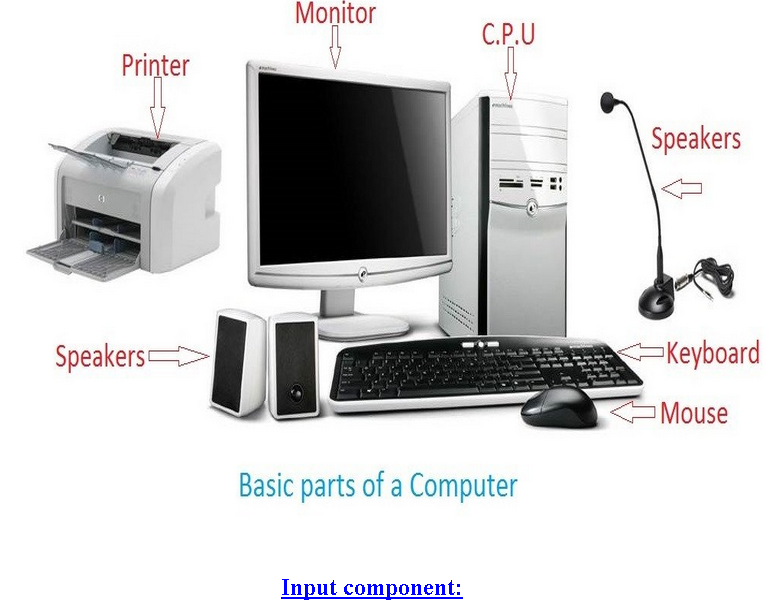 Monitor
C.P.U
Printer
Speakers
Speakers
Keyboard
Mouse
Basic parts of a Computer
Input component: